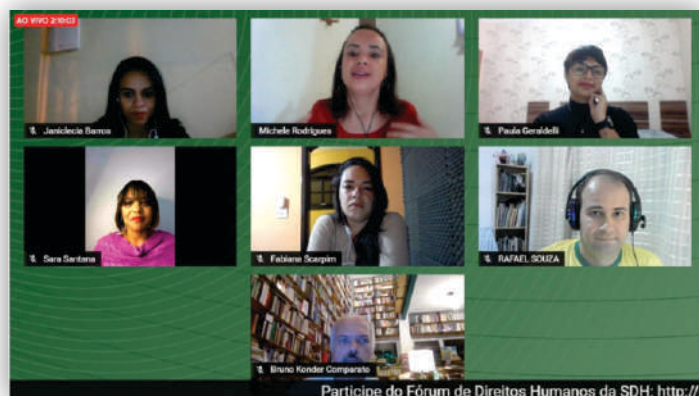 AO VIVO 2:10:03
Janiclecia Barros
Michele Rodrigues
Paula Geraldelli
Sara Santana
Fabiane Scarpim
RAFAEL SOUZA
Bruno Konder Comparato
Participe do Fórum de Direitos Humanos da SDH: http://